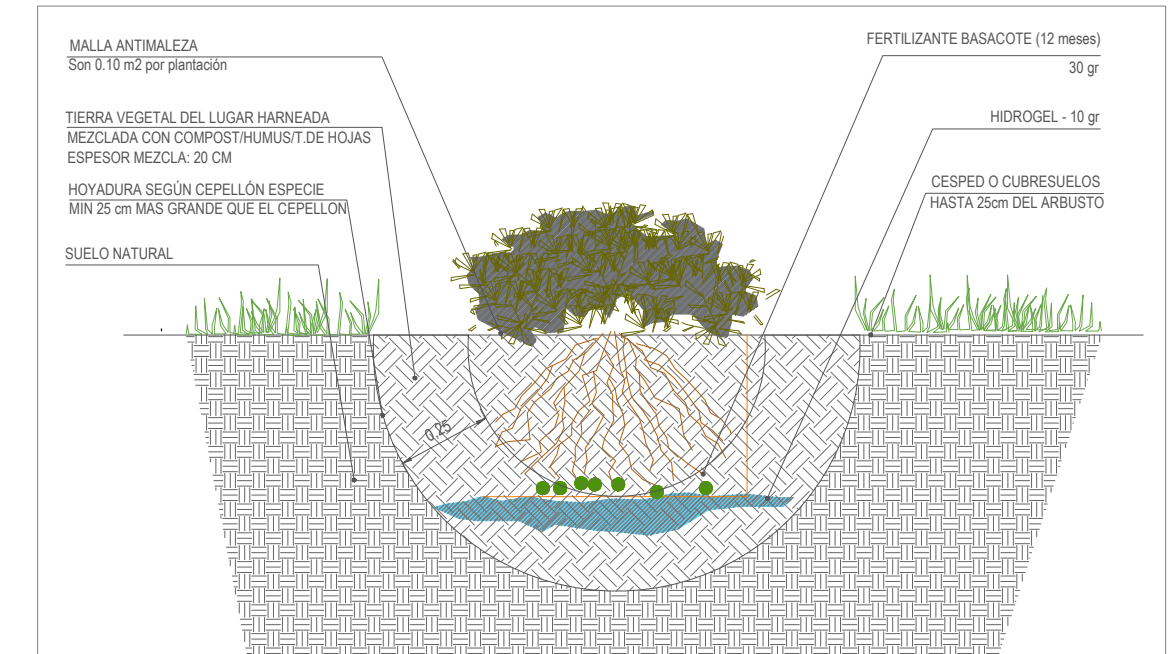 MALLA ANTIMALEZA
Son 0.10 m2 por plantación
TIERRA VEGETAL DEL LUGAR HARNEADA
MEZCLADA CON COMPOST/HUMUS/T.DE HOJAS
ESPESOR MEZCLA: 20 CM
HOYADURA SEGÚN CEPELLÓN ESPECIE
MIN 25 cm MAS GRANDE QUE EL CEPELLON
SUELO NATURAL
FERTILIZANTE BASACOTE (12 meses)
30 gr
HIDROGEL - 10 gr
CESPED O CUBRESUELOS
HASTA 25cm DEL ARBUSTO
0,25